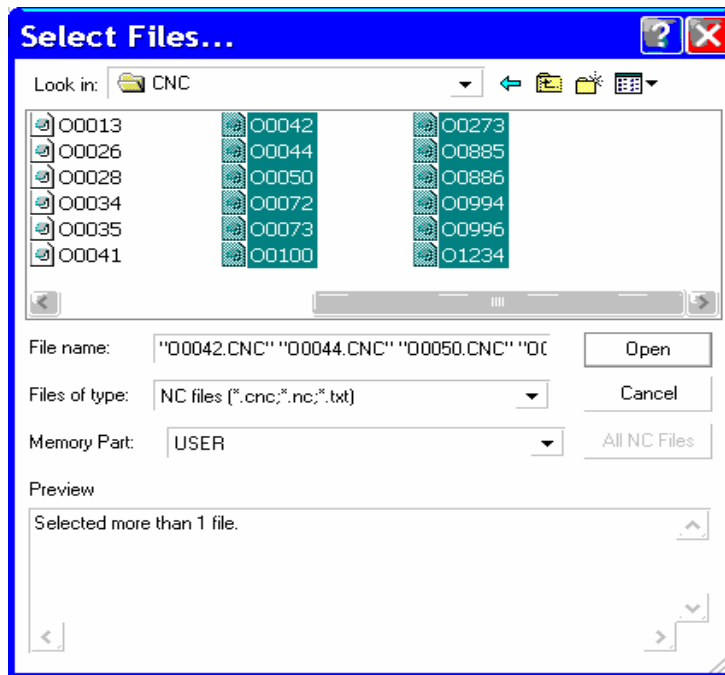 Select Files...
Look in: CNC
O0013 O0042 O0273
O0026 O0044 O0885
O0028 O0050 O0886
O0034 O0072 O0994
O0035 O0073 O0996
O0041 O0100 O1234
File name: "O0042.CNC" "O0044.CNC" "O0050.CNC" "O( Open
Files of type: NC files (*.cnc;*.nc;*.txt) Cancel
Memory Part: USER All NC Files
Preview
Selected more than 1 file.